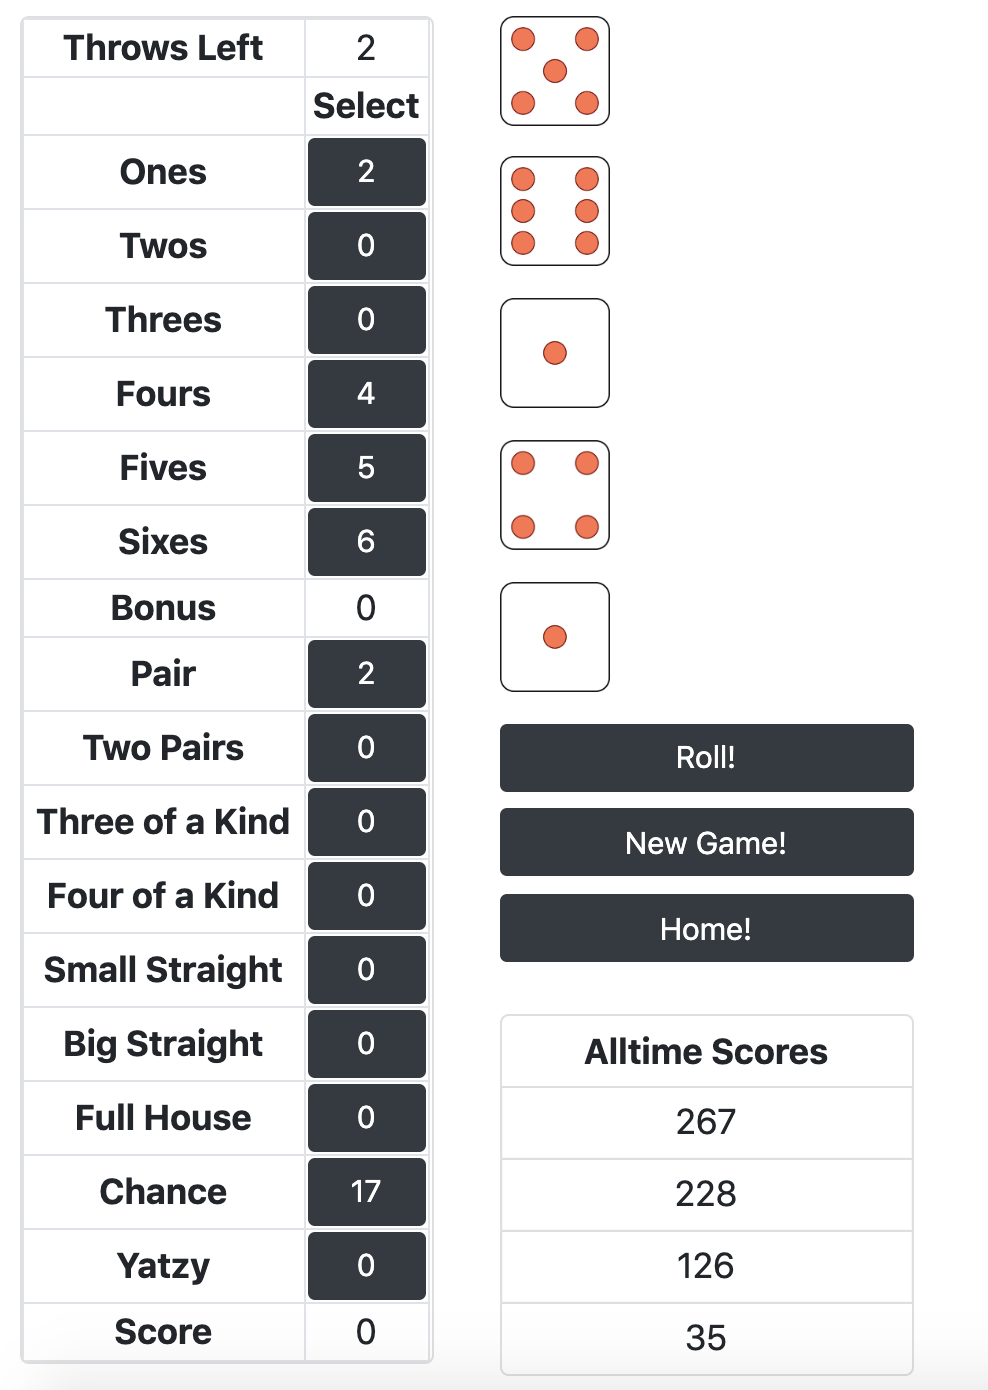 Throws Left 2
Select
Ones 2
Twos 0
Threes 0
Fours 4
Fives 5
Sixes 6
Bonus 0
Pair 2
Two Pairs 0
Three of a Kind 0
Four of a Kind 0
Small Straight 0
Big Straight 0
Full House 0
Chance 17
Yatzy 0
Score 0
Roll!
New Game!
Home!
Alltime Scores
267
228
126
35